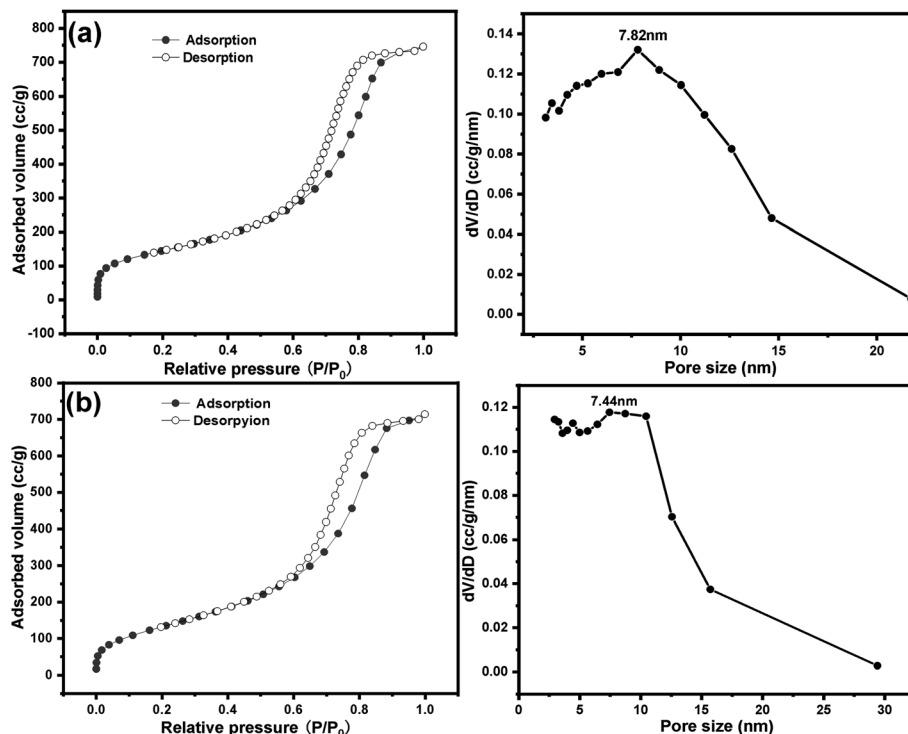 (a)
Adsorption
Desorption
Adsorbed volume (cc/g)
800
700
600
500
400
300
200
100
0
-100
0.0 0.2 0.4 0.6 0.8 1.0
Relative pressure (P/P0)
7.82nm
dV/dD (cc/g/nm)
0.14
0.12
0.10
0.08
0.06
0.04
0.02
0.00
5 10 15 20
Pore size (nm)
(b)
Adsorption
Desorpyion
Adsorbed volume (cc/g)
800
700
600
500
400
300
200
100
0
0.0 0.2 0.4 0.6 0.8 1.0
Relative pressure (P/P0)
7.44nm
dV/dD (cc/g/nm)
0.12
0.10
0.08
0.06
0.04
0.02
0.00
0 5 10 15 20 25 30
Pore size (nm)